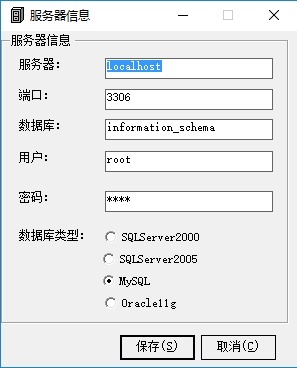 服务器信息
服务器信息
服务器: localhost
端口: 3306
数据库: information_schema
用户: root
密码: ****
数据库类型: SQLServer2000
SQLServer2005
MySQL
Oracle11g
保存(S) 取消(C)